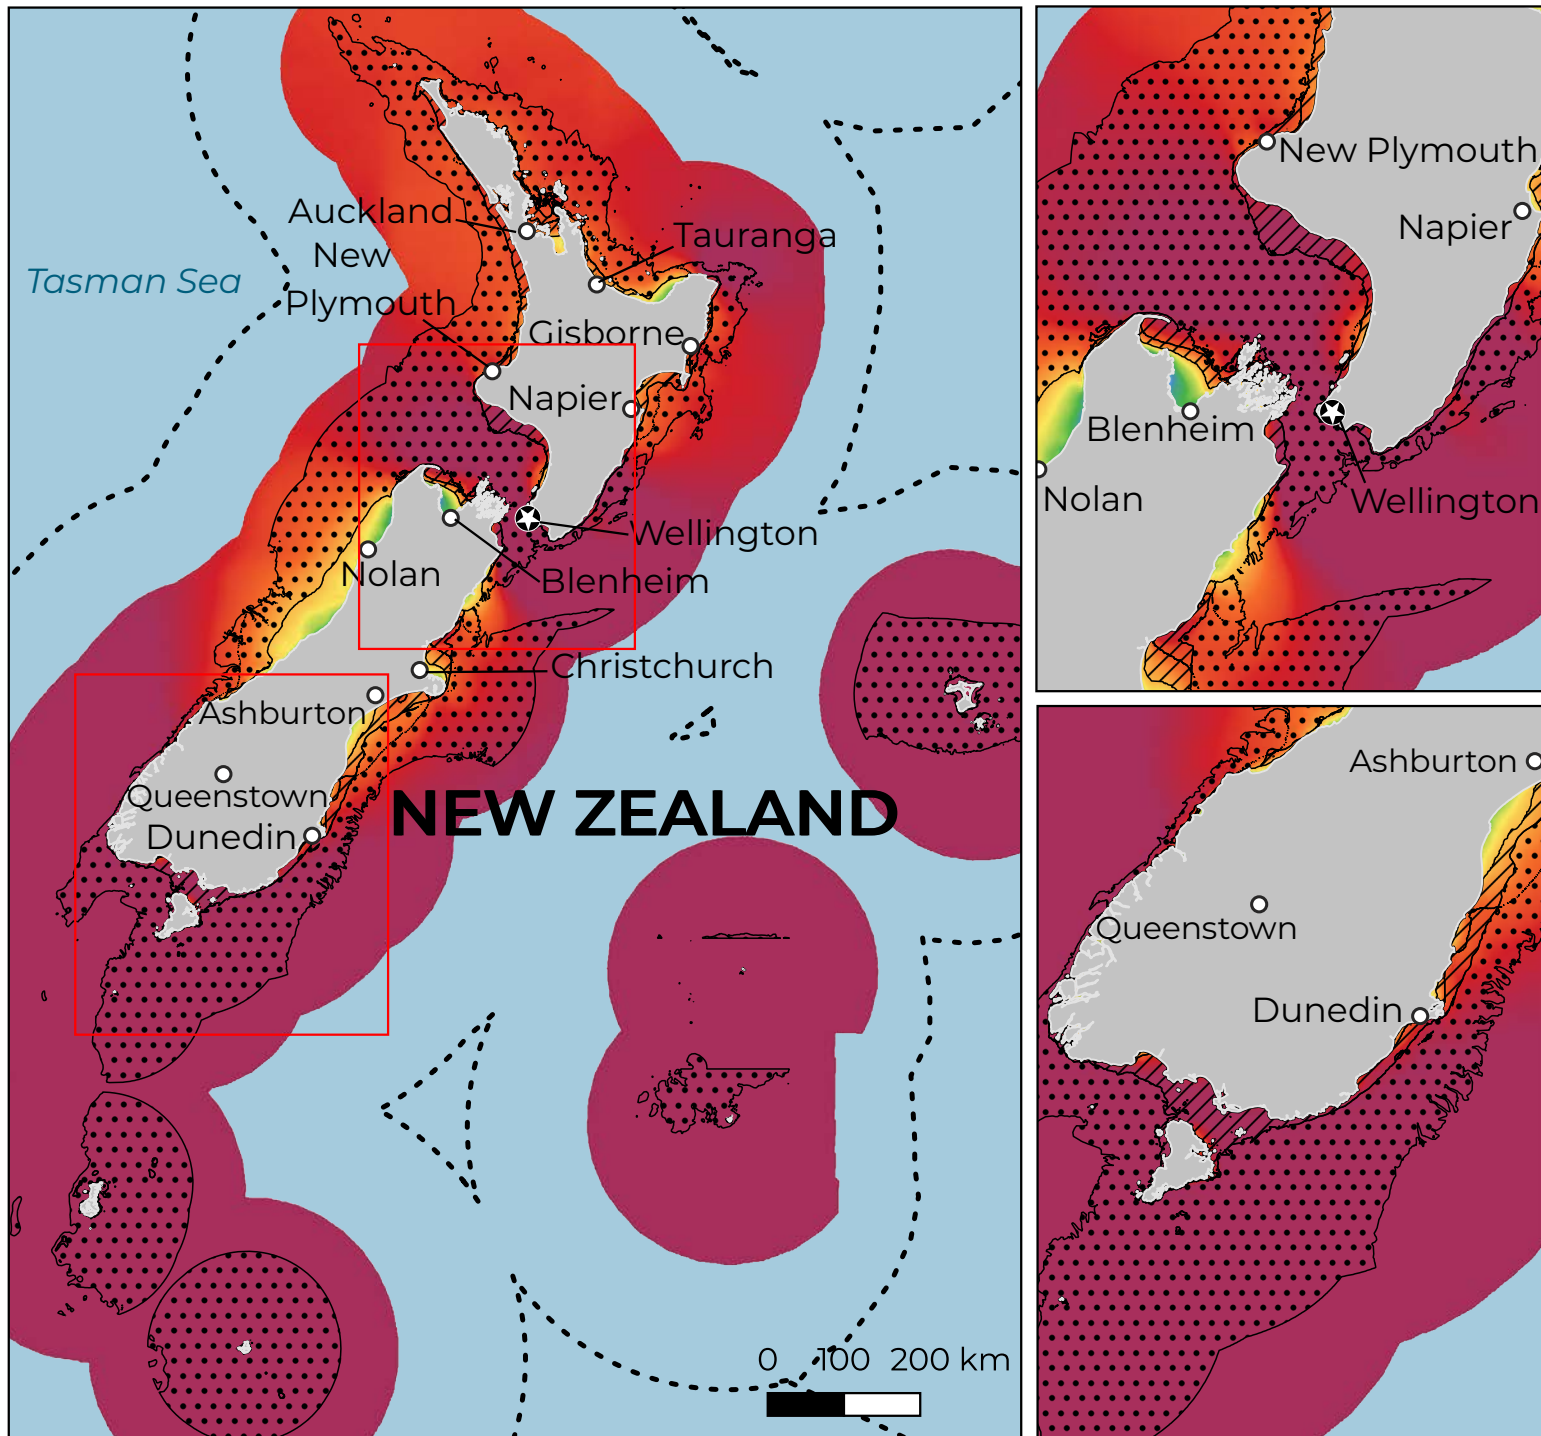 Auckland
New
Plymouth
Tauranga
Tasman Sea
Gisborne
Napier
Wellington
Nolan
Blenheim
Christchurch
Ashburton
Queenstown
Dunedin
NEW ZEALAND
0 100 200 km
New Plymouth
Napier
Blenheim
Nolan
Wellington
Ashburton
Queenstown
Dunedin